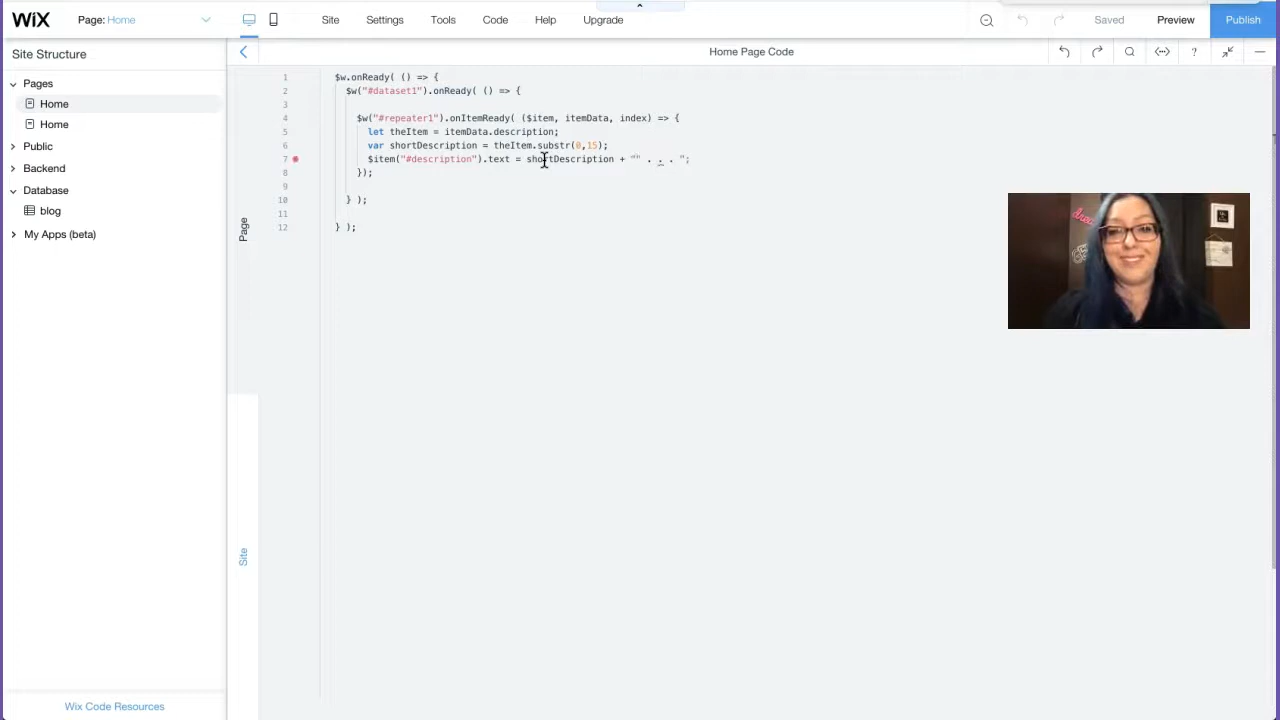 WiX Page: Home Site Settings Tools Code Help Upgrade Saved Preview Publish
Site Structure
Home Page Code
?
Pages
Home
Home
Public
Backend
Database
blog
My Apps (beta)
Wix Code Resources
Page
Site
1 $w.onReady( () => {
2 $w("#dataset1").onReady( () => {
3
4 $w("#repeater1").onItemReady( ($item, itemData, index) => {
5 let theItem = itemData.description;
6 var shortDescription = theItem.substr(0,15);
7 $item("#description").text = shortDescription + "" . . . ";
8 });
9
10 } );
11
12 } );